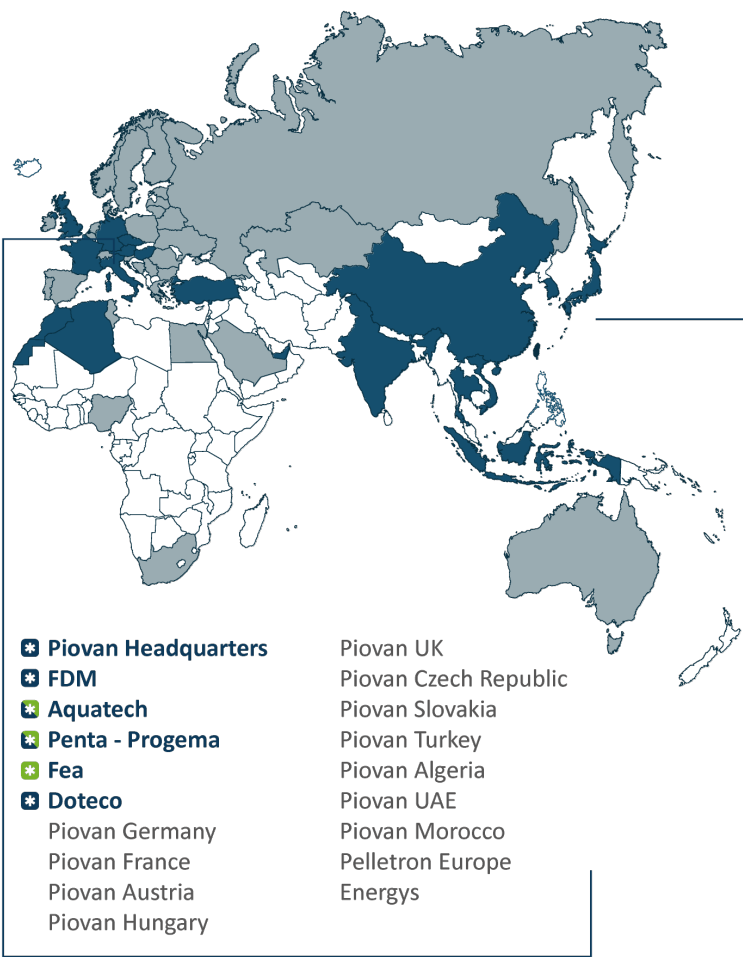 Piovan Headquarters
FDM
Aquatech
Penta - Progema
Fea
Doteco
Piovan Germany
Piovan France
Piovan Austria
Piovan Hungary
Piovan UK
Piovan Czech Republic
Piovan Slovakia
Piovan Turkey
Piovan Algeria
Piovan UAE
Piovan Morocco
Pelletron Europe
Energys